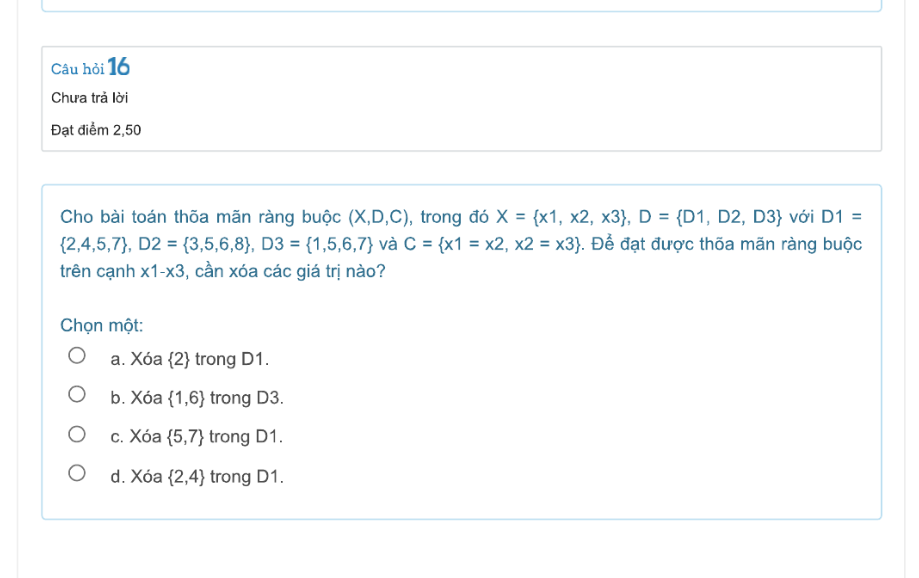 Câu hỏi 16
Chưa trả lời
Đạt điểm 2,50
Cho bài toán thõa mãn ràng buộc (X,D,C), trong đó X = {x1, x2, x3}, D = {D1, D2, D3} với D1 =
{2,4,5,7}, D2 = {3,5,6,8}, D3 = {1,5,6,7} và C = {x1 = x2, x2 = x3}. Để đạt được thõa mãn ràng buộc
trên cạnh x1-x3, cần xóa các giá trị nào?
Chọn một:
a. Xóa {2} trong D1.
b. Xóa {1,6} trong D3.
c. Xóa {5,7} trong D1.
d. Xóa {2,4} trong D1.